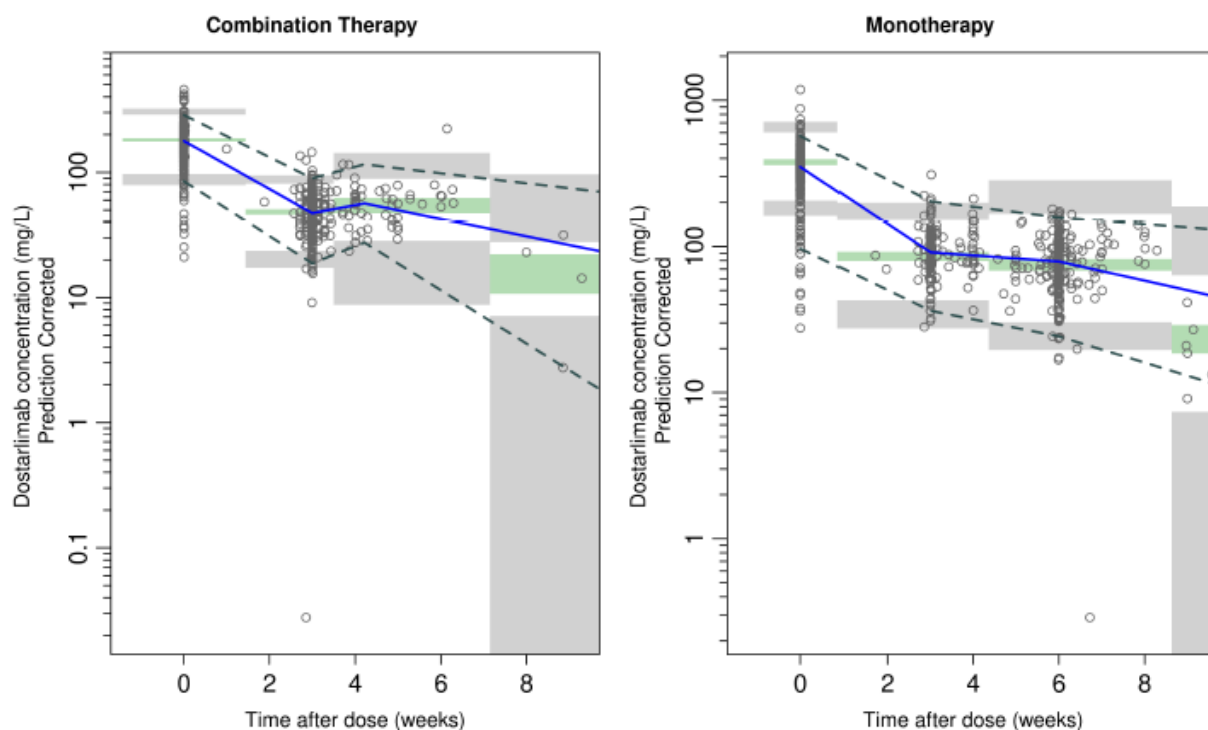 Combination Therapy
Dostarlimab concentration (mg/L)
Prediction Corrected
100
10
1
0.1
0
2
4
6
8
Time after dose (weeks)
Monotherapy
Dostarlimab concentration (mg/L)
Prediction Corrected
1000
100
10
1
0
2
4
6
8
Time after dose (weeks)